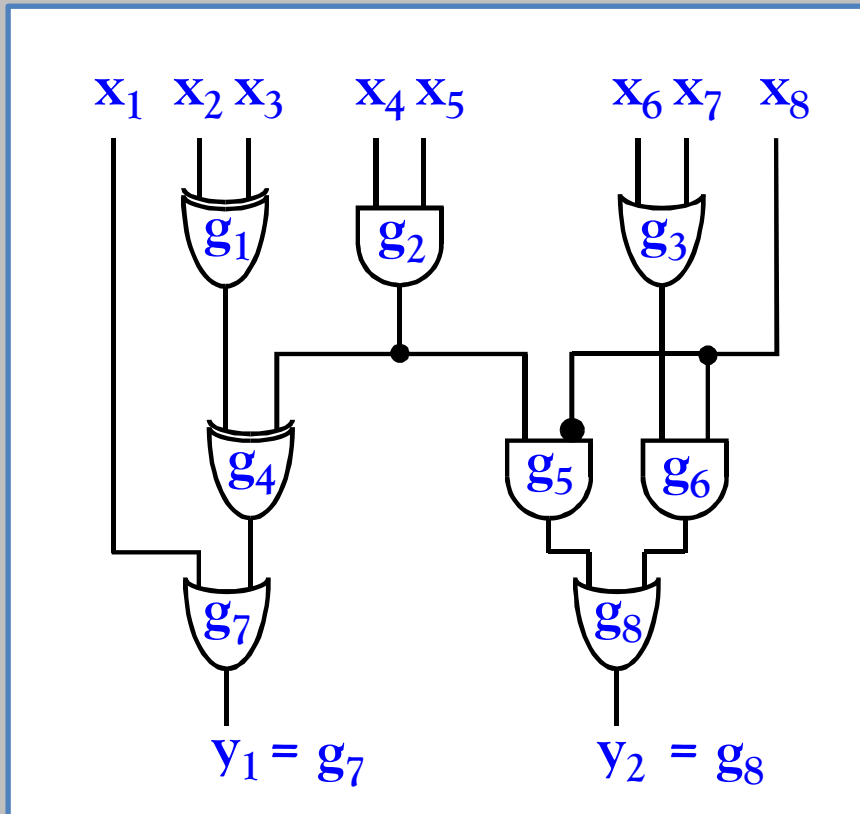 x₁ x₂ x₃ x₄ x₅ x₆ x₇ x₈
g₁ g₂ g₃
g₄ g₅ g₆
g₇ g₈
y₁ = g₇ y₂ = g₈